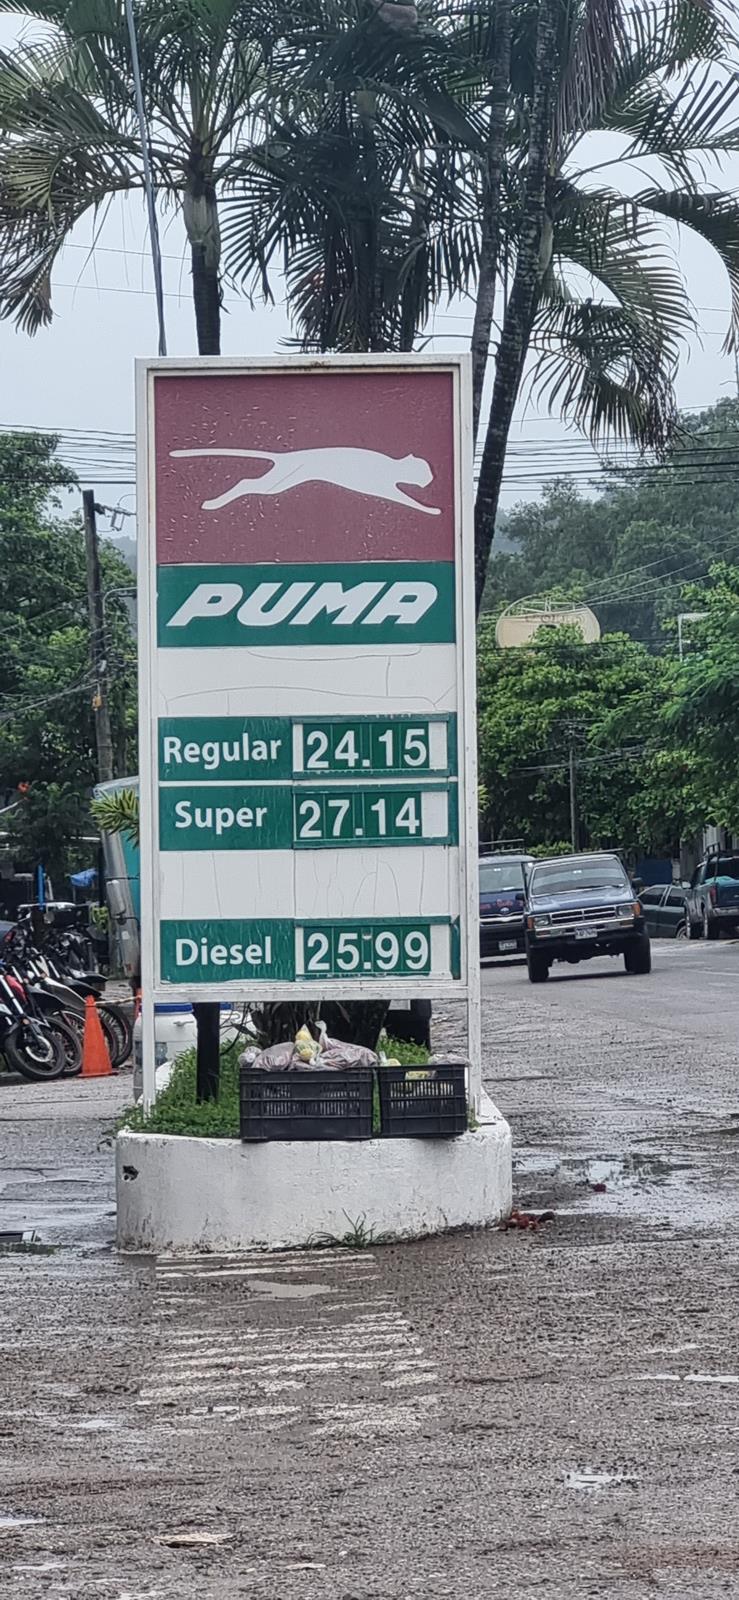 PUMA
Regular 24.15
Super 27.14
Diesel 25.99